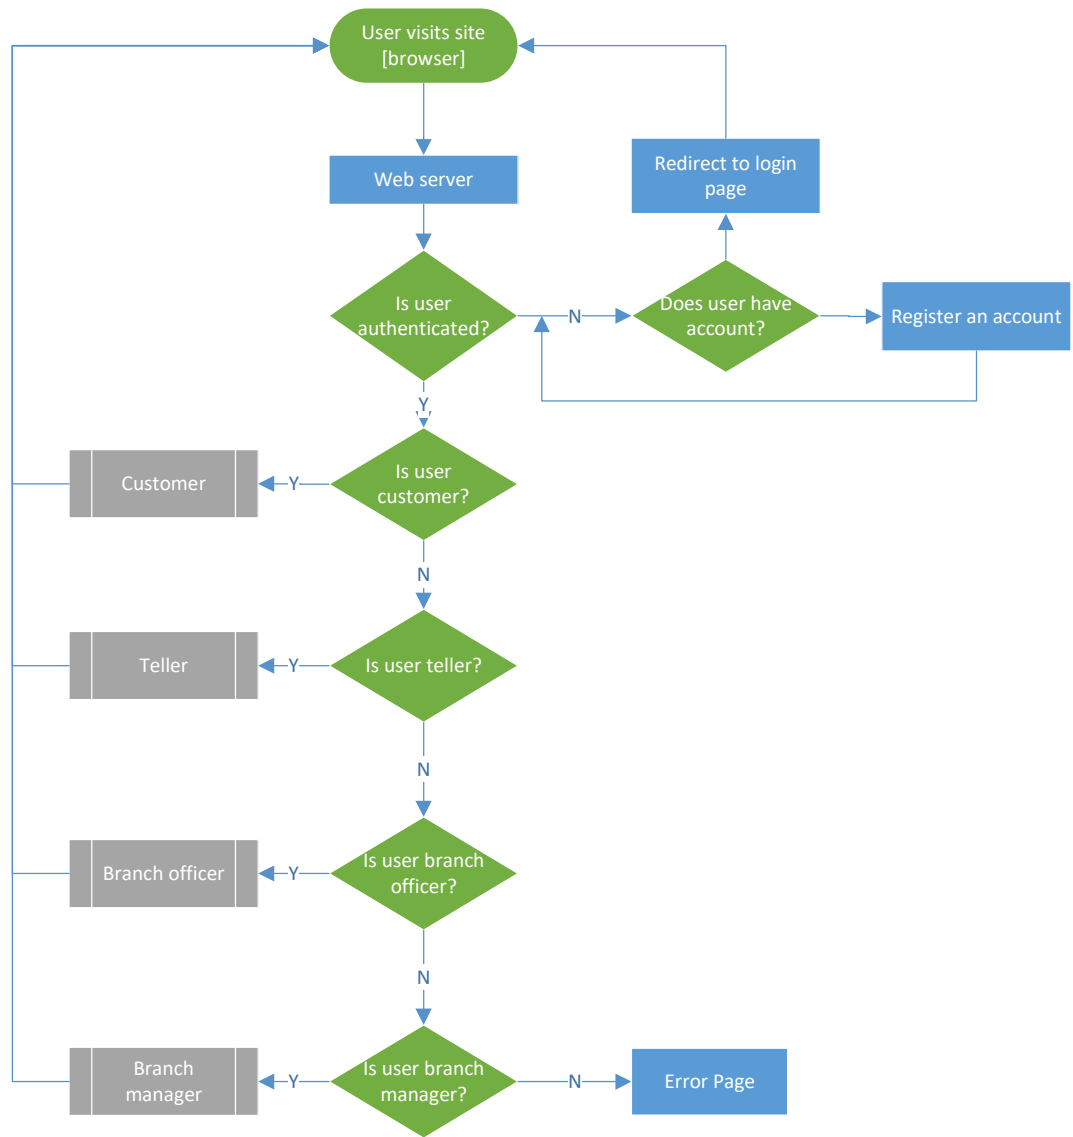 User visits site
[browser]
Redirect to login
page
Web server
Is user
authenticated?
N
Does user have
account?
Register an account
Y
Customer
Y
Is user
customer?
N
Teller
Y
Is user teller?
N
Branch officer
Y
Is user branch
officer?
N
Branch
manager
Y
Is user branch
manager?
N
Error Page